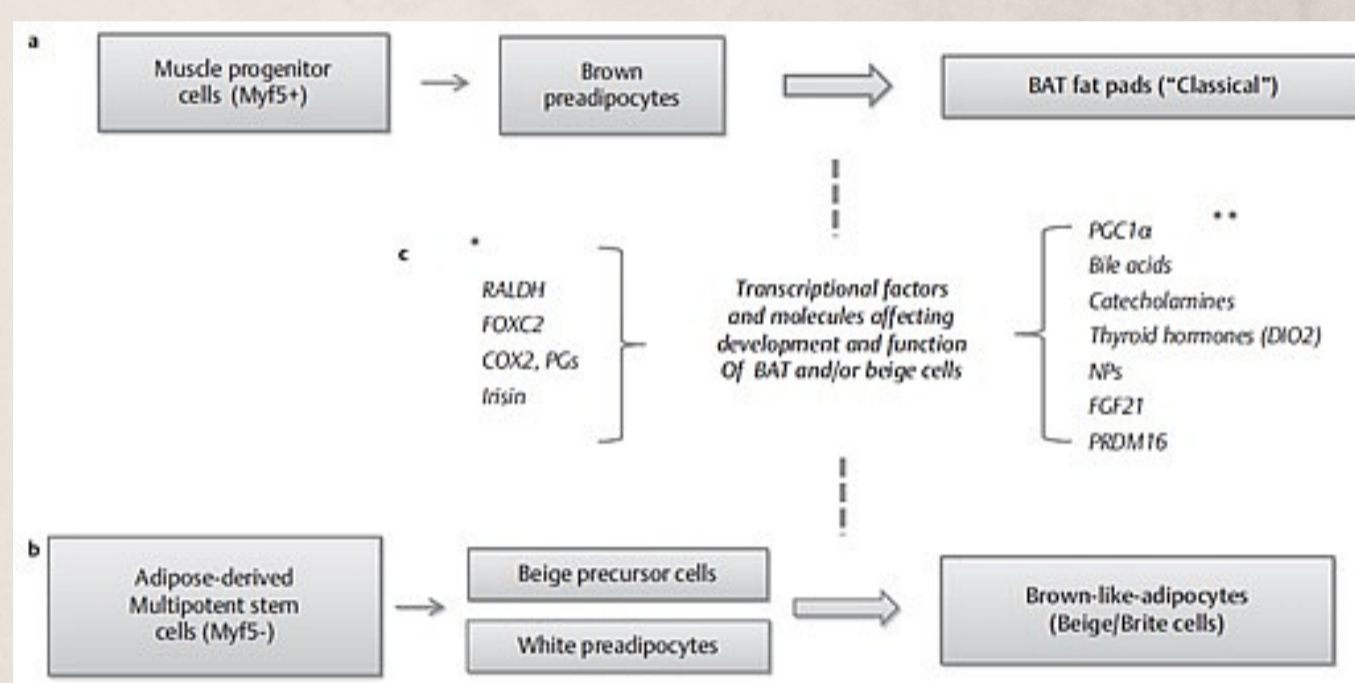 a
Muscle progenitor
cells (Myf5+)
Brown
preadipocytes
BAT fat pads ("Classical")
c
*
RALDH
FOXC2
COX2, PGs
Irisin
Transcriptional factors
and molecules affecting
development and function
Of BAT and/or beige cells
**
PGC1α
Bile acids
Catecholamines
Thyroid hormones (DIO2)
NPs
FGF21
PRDM16
b
Adipose-derived
Multipotent stem
cells (Myf5-)
Beige precursor cells
White preadipocytes
Brown-like-adipocytes
(Beige/Brite cells)